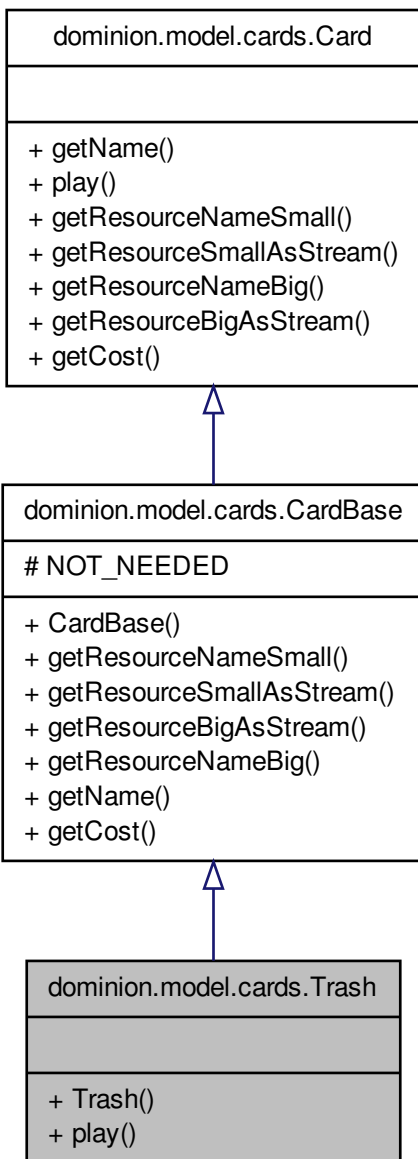 dominion.model.cards.Card
+ getName()
+ play()
+ getResourceNameSmall()
+ getResourceSmallAsStream()
+ getResourceNameBig()
+ getResourceBigAsStream()
+ getCost()
dominion.model.cards.CardBase
# NOT_NEEDED
+ CardBase()
+ getResourceNameSmall()
+ getResourceSmallAsStream()
+ getResourceBigAsStream()
+ getResourceNameBig()
+ getName()
+ getCost()
dominion.model.cards.Trash
+ Trash()
+ play()